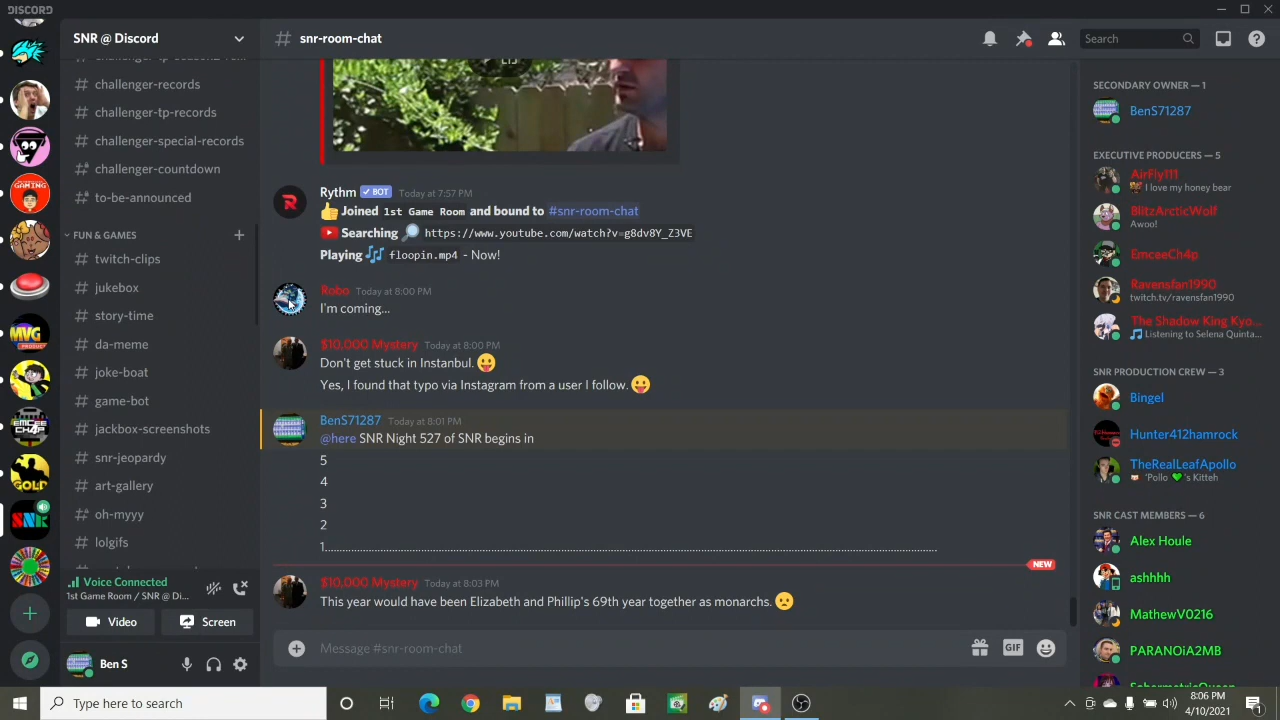 DISCORD
SNR @ Discord
# snr-room-chat
Search
# challenger-records
# challenger-tp-records
# challenger-special-records
challenger-countdown
# to-be-announced
FUN & GAMES
# twitch-clips
# jukebox
# story-time
# da-meme
# joke-boat
# game-bot
# jackbox-screenshots
# snr-jeopardy
# art-gallery
# oh-myyy
# lolgifs
GAMING
MVG
PRODUC
EMCEE
CH4P
GOLD
SNR
Voice Connected
1st Game Room / SNR @ Di...
Video
Screen
Ben S
Rythm BOT Today at 7:57 PM
👍 Joined 1st Game Room and bound to #snr-room-chat
Searching 🔎 https://www.youtube.com/watch?v=g8dv8Y_Z3VE
Playing 🎶 floopin.mp4 - Now!
Robo Today at 8:00 PM
I'm coming...
$10,000 Mystery Today at 8:00 PM
Don't get stuck in Instanbul. 😛
Yes, I found that typo via Instagram from a user I follow. 😛
BenS71287 Today at 8:01 PM
@here SNR Night 527 of SNR begins in
5
4
3
2
1..............................................................................................................................................
NEW
$10,000 Mystery Today at 8:03 PM
This year would have been Elizabeth and Phillip's 69th year together as monarchs. 🙁
Message #snr-room-chat
GIF
SECONDARY OWNER — 1
BenS71287
EXECUTIVE PRODUCERS — 5
AirFly111
I love my honey bear
BlitzArcticWolf
Awoo!
EmceeCh4p
Ravensfan1990
twitch.tv/ravensfan1990
The Shadow King Kyo...
Listening to Selena Quinta...
SNR PRODUCTION CREW — 3
Bingel
Hunter412hamrock
TheRealLeafApollo
'Pollo 💚's Kitteh
SNR CAST MEMBERS — 6
Alex Houle
ashhhh
MathewV0216
PARANOiA2MB
Type here to search
8:06 PM
4/10/2021
1